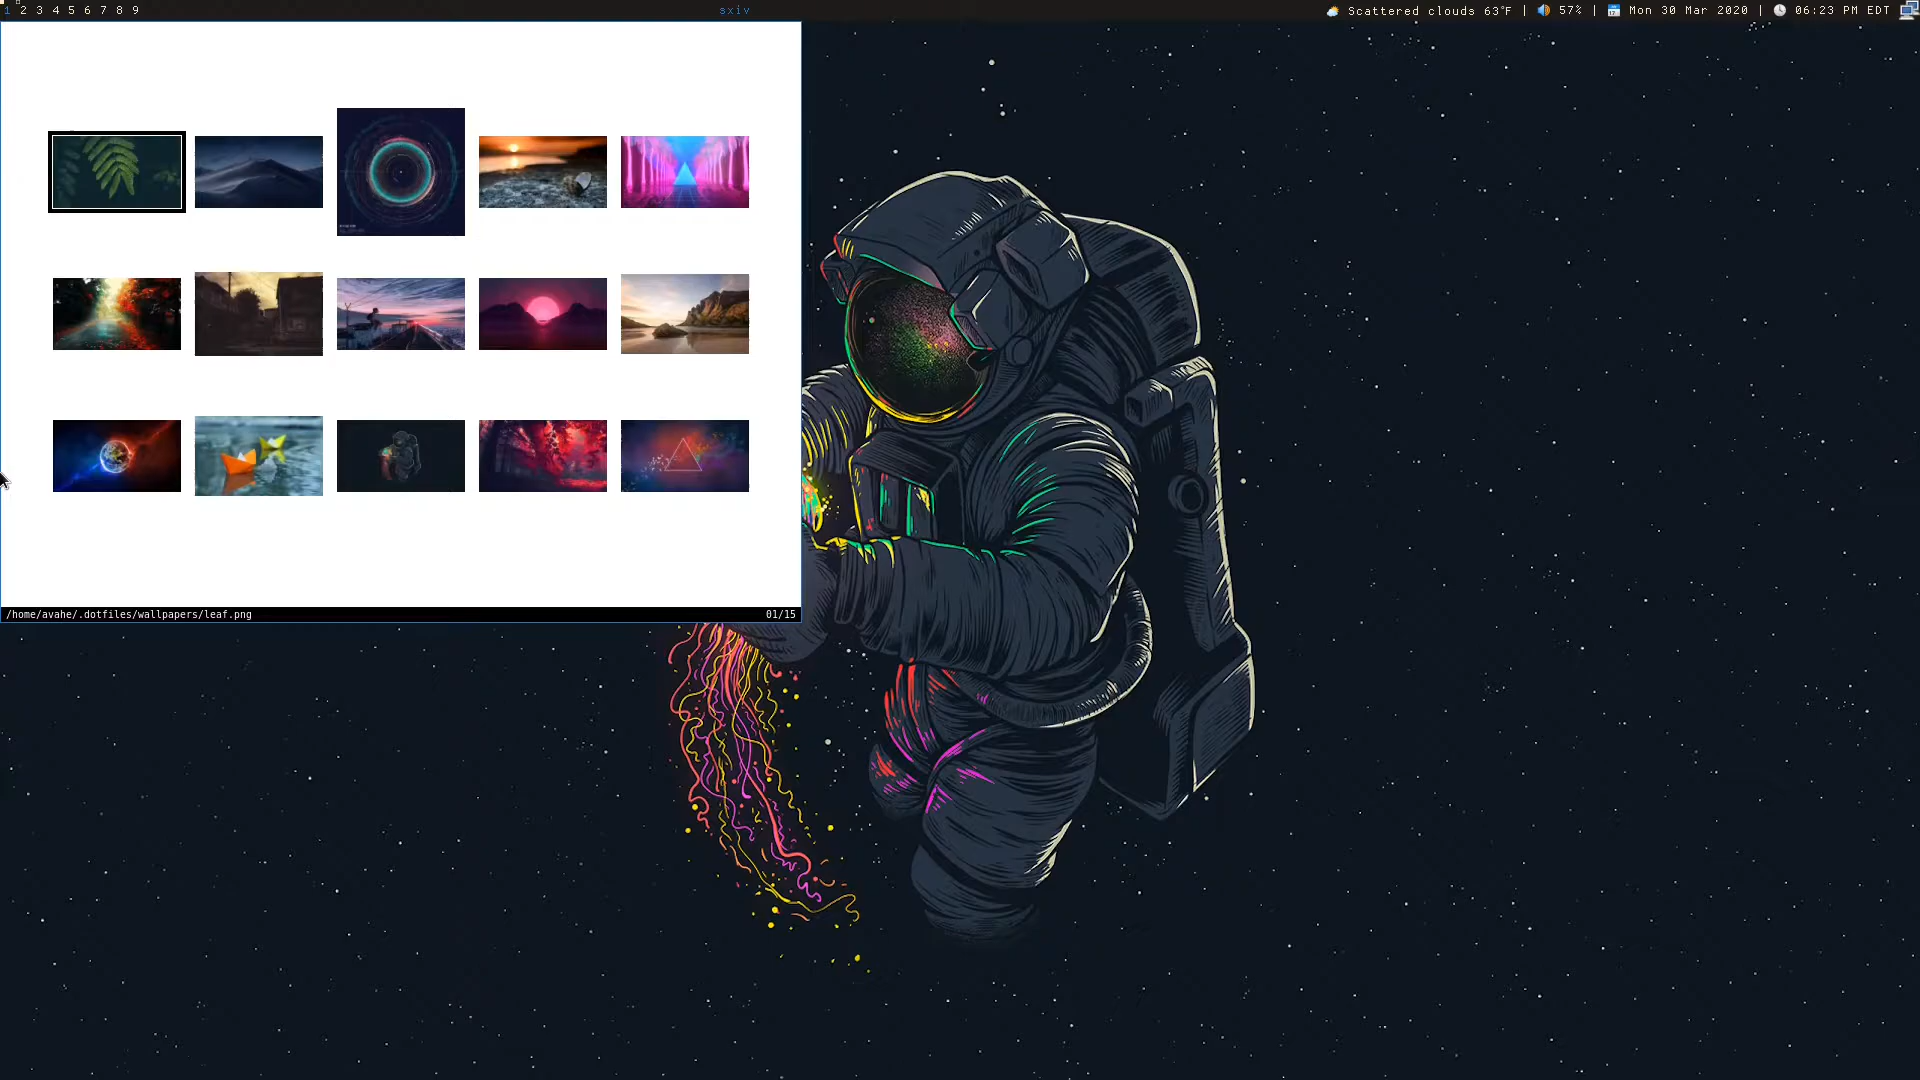 1 2 3 4 5 6 7 8 9
sxiv
Scattered clouds 63°F | 57% | Mon 30 Mar 2020 | 06:23 PM EDT
/home/avahe/.dotfiles/wallpapers/leaf.png
01/15